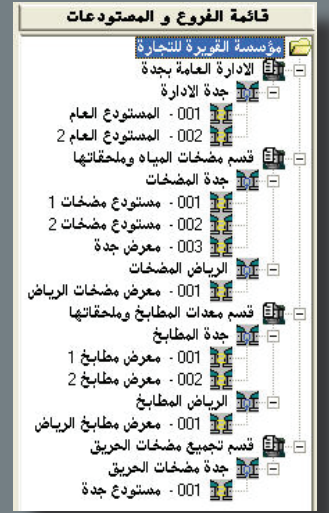 قائمة الفروع و المستودعات
مؤسسة القويرة للتجارة
الادارة العامة بجدة
جدة الادارة
001 - المستودع العام
002 - المستودع العام 2
قسم مضخات المياه وملحقاتها
جدة المضخات
001 - مستودع مضخات 1
002 - مستودع مضخات 2
003 - معرض جدة
الرياض المضخات
001 - معرض مضخات الرياض
قسم معدات المطابخ وملحقاتها
جدة المطابخ
001 - معرض مطابخ 1
002 - معرض مطابخ 2
الرياض المطابخ
001 - معرض مطابخ الرياض
قسم تجميع مضخات الحريق
جدة مضخات الحريق
001 - مستودع جدة